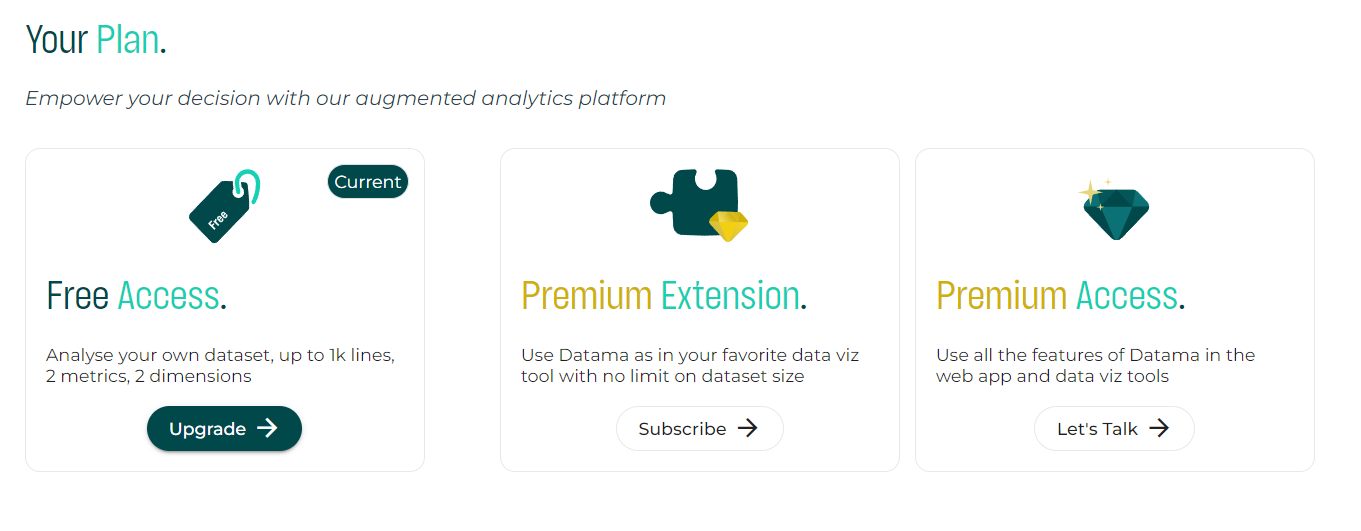 Your Plan.
Empower your decision with our augmented analytics platform
Current
Free
Free Access.
Analyse your own dataset, up to 1k lines,
2 metrics, 2 dimensions
Upgrade →
Premium Extension.
Use Datama as in your favorite data viz
tool with no limit on dataset size
Subscribe →
Premium Access.
Use all the features of Datama in the
web app and data viz tools
Let's Talk →